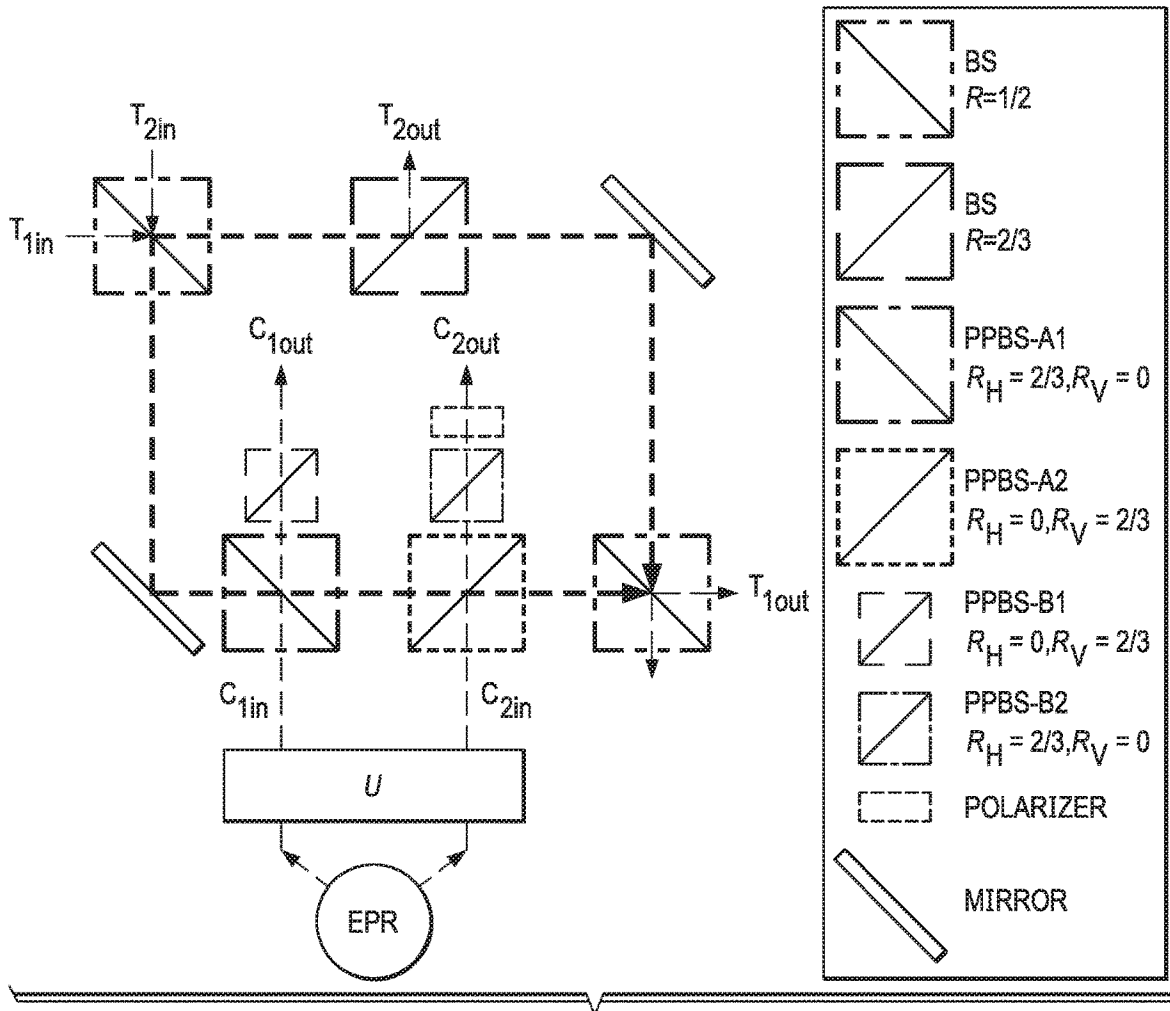 T2in
T2out
T1in
C1out
C2out
T1out
C1in
C2in
U
EPR
BS
R=1/2
BS
R=2/3
PPBS-A1
RH = 2/3,RV = 0
PPBS-A2
RH = 0,RV = 2/3
PPBS-B1
RH = 0,RV = 2/3
PPBS-B2
RH = 2/3,RV = 0
POLARIZER
MIRROR